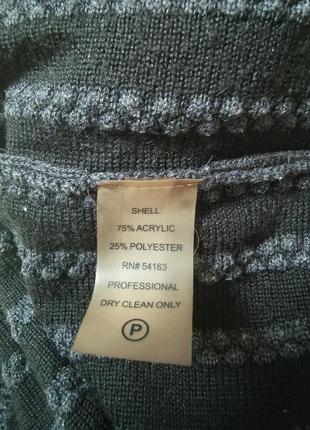 SHELL:
75% ACRYLIC
25% POLYESTER
RN# 54163
PROFESSIONAL
DRY CLEAN ONLY
P